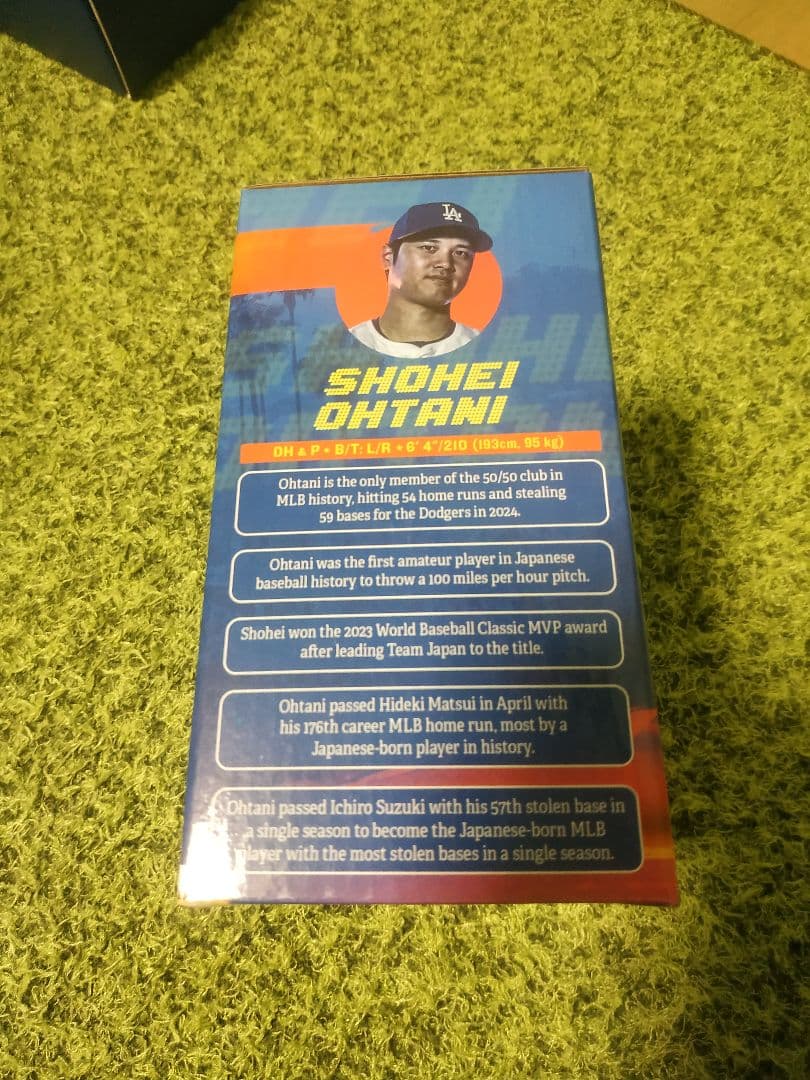 LA
SHOHEI
OHTANI
DH & P • B/T: L/R • 6' 4"/210 (193cm, 95 kg)
Ohtani is the only member of the 50/50 club in
MLB history, hitting 54 home runs and stealing
59 bases for the Dodgers in 2024.
Ohtani was the first amateur player in Japanese
baseball history to throw a 100 miles per hour pitch.
Shohei won the 2023 World Baseball Classic MVP award
after leading Team Japan to the title.
Ohtani passed Hideki Matsui in April with
his 176th career MLB home run, most by a
Japanese-born player in history.
Ohtani passed Ichiro Suzuki with his 57th stolen base in
a single season to become the Japanese-born MLB
player with the most stolen bases in a single season.